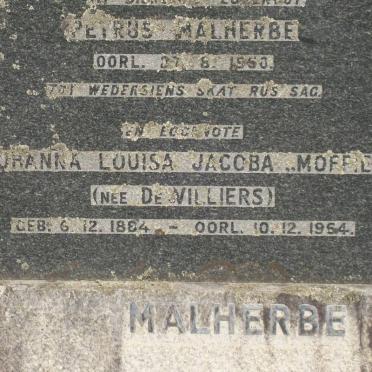 PETRUS MALHERBE
OORL. 27. 8. 1950.
TOT WEDERSIENS SKAT RUS SAG.
EN EGGENOTE
JOHANNA LOUISA JACOBA „MOFFIE
(NEE DE VILLIERS)
GEB. 6. 12. 1884. – OORL. 10. 12. 1954.
MALHERBE